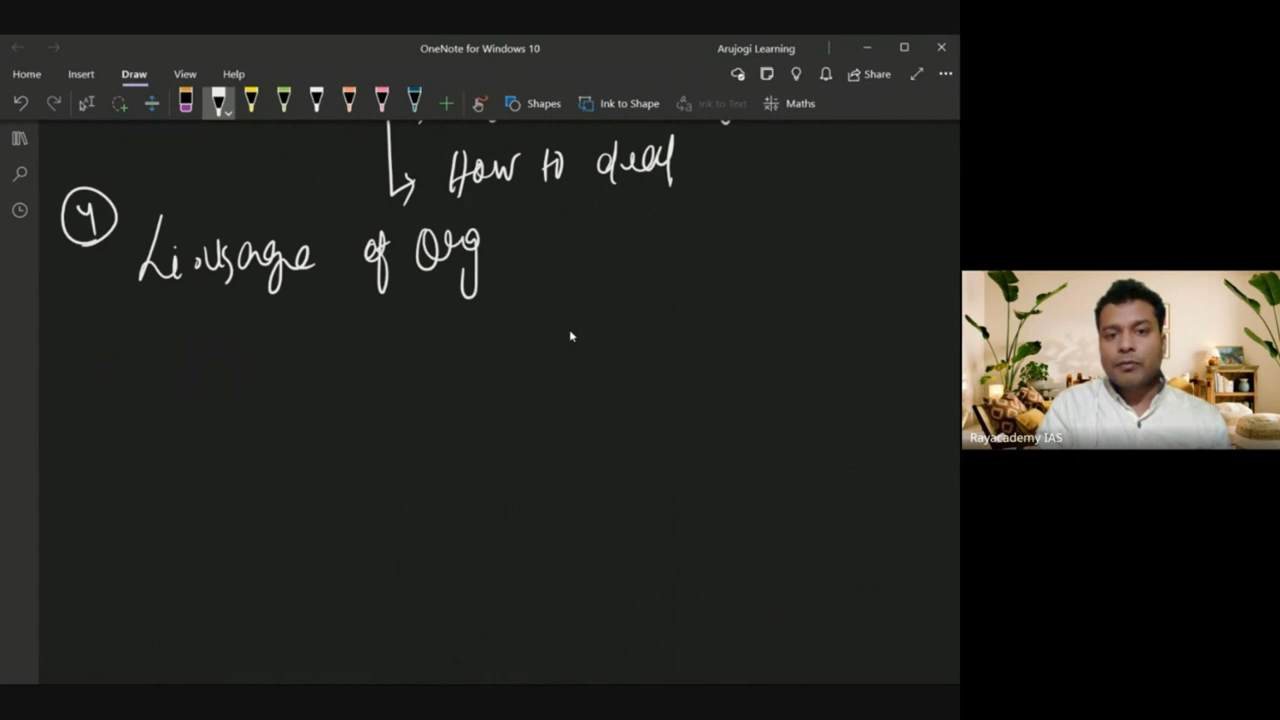 OneNote for Windows 10
Arujogi Learning
Home Insert Draw View Help
Share
Shapes Ink to Shape Ink to Text Maths
How to deal
4 Linkage of Org
Rayacademy IAS